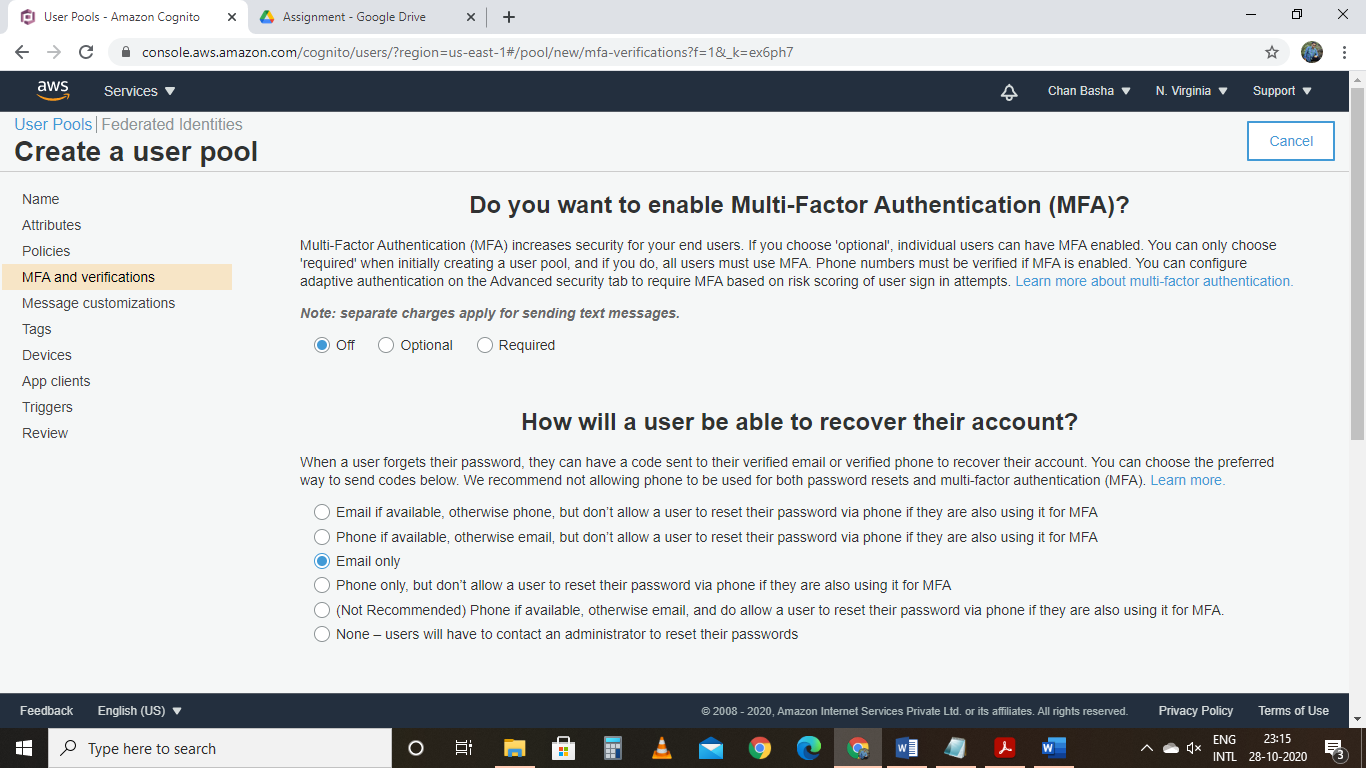 User Pools - Amazon Cognito
Assignment - Google Drive
console.aws.amazon.com/cognito/users/?region=us-east-1#/pool/new/mfa-verifications?f=1&_k=ex6ph7
aws Services Chan Basha N. Virginia Support
User Pools | Federated Identities
Create a user pool
Cancel
Name
Attributes
Policies
MFA and verifications
Message customizations
Tags
Devices
App clients
Triggers
Review
Do you want to enable Multi-Factor Authentication (MFA)?
Multi-Factor Authentication (MFA) increases security for your end users. If you choose 'optional', individual users can have MFA enabled. You can only choose
'required' when initially creating a user pool, and if you do, all users must use MFA. Phone numbers must be verified if MFA is enabled. You can configure
adaptive authentication on the Advanced security tab to require MFA based on risk scoring of user sign in attempts. Learn more about multi-factor authentication.
Note: separate charges apply for sending text messages.
Off Optional Required
How will a user be able to recover their account?
When a user forgets their password, they can have a code sent to their verified email or verified phone to recover their account. You can choose the preferred
way to send codes below. We recommend not allowing phone to be used for both password resets and multi-factor authentication (MFA). Learn more.
Email if available, otherwise phone, but don’t allow a user to reset their password via phone if they are also using it for MFA
Phone if available, otherwise email, but don’t allow a user to reset their password via phone if they are also using it for MFA
Email only
Phone only, but don’t allow a user to reset their password via phone if they are also using it for MFA
(Not Recommended) Phone if available, otherwise email, and do allow a user to reset their password via phone if they are also using it for MFA.
None – users will have to contact an administrator to reset their passwords
Feedback English (US) © 2008 - 2020, Amazon Internet Services Private Ltd. or its affiliates. All rights reserved. Privacy Policy Terms of Use
Type here to search
ENG
INTL
23:15
28-10-2020
3